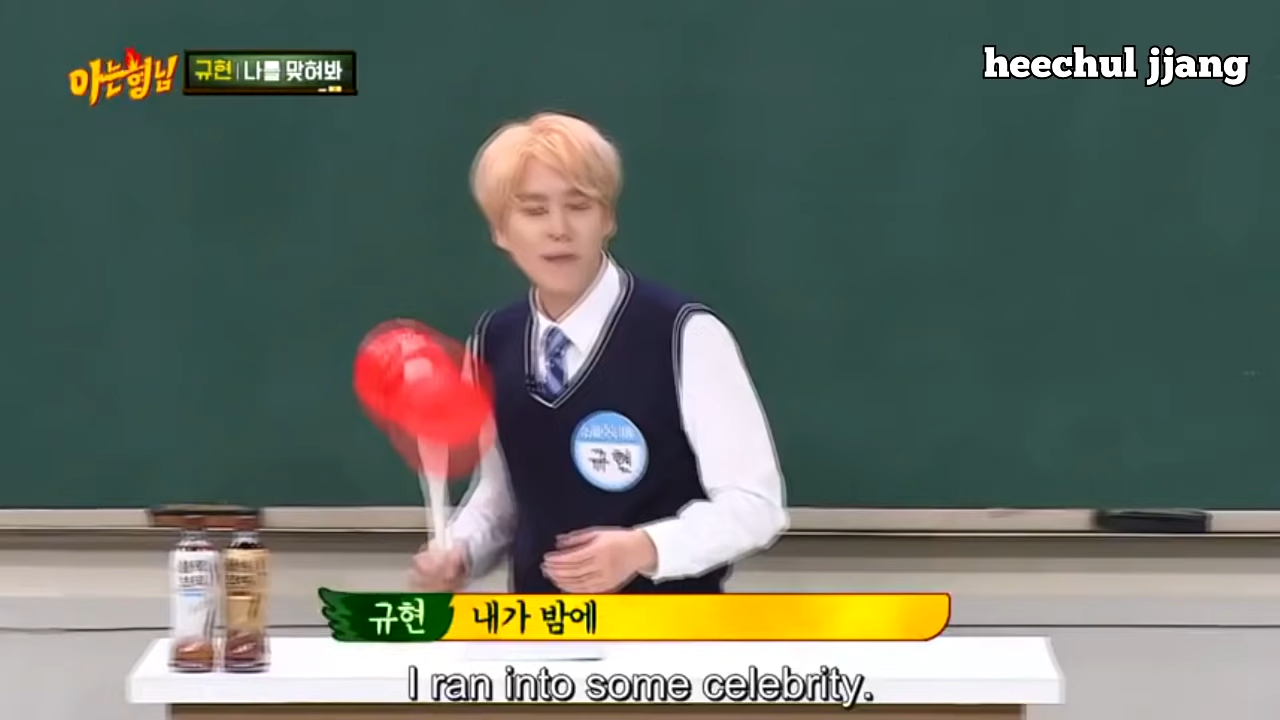 아는형님
규현 | 나를 맞혀봐
heechul jjang
규현
규현 내가 밤에
I ran into some celebrity.